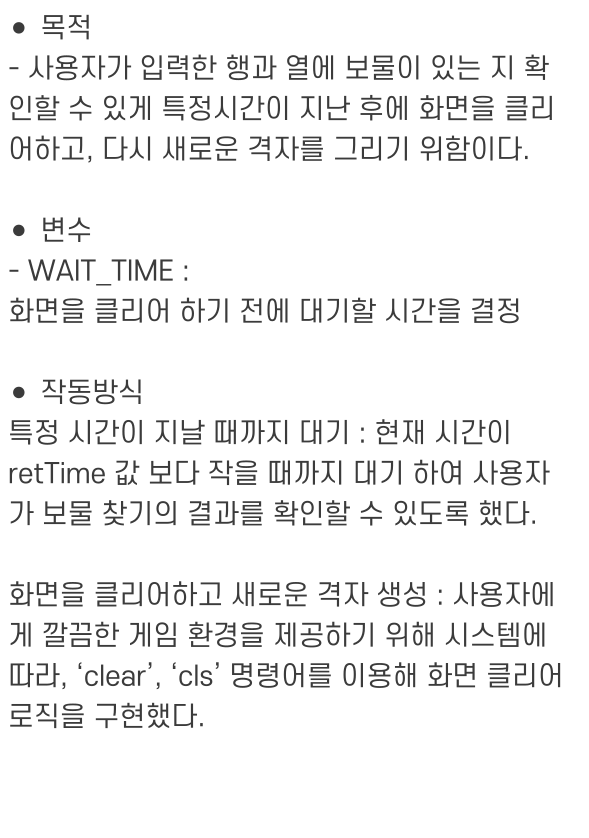 ● 목적
- 사용자가 입력한 행과 열에 보물이 있는 지 확
인할 수 있게 특정시간이 지난 후에 화면을 클리
어하고, 다시 새로운 격자를 그리기 위함이다.
● 변수
- WAIT_TIME :
화면을 클리어 하기 전에 대기할 시간을 결정
● 작동방식
특정 시간이 지날 때까지 대기 : 현재 시간이
retTime 값 보다 작을 때까지 대기 하여 사용자
가 보물 찾기의 결과를 확인할 수 있도록 했다.
화면을 클리어하고 새로운 격자 생성 : 사용자에
게 깔끔한 게임 환경을 제공하기 위해 시스템에
따라, ‘clear’, ‘cls’ 명령어를 이용해 화면 클리어
로직을 구현했다.